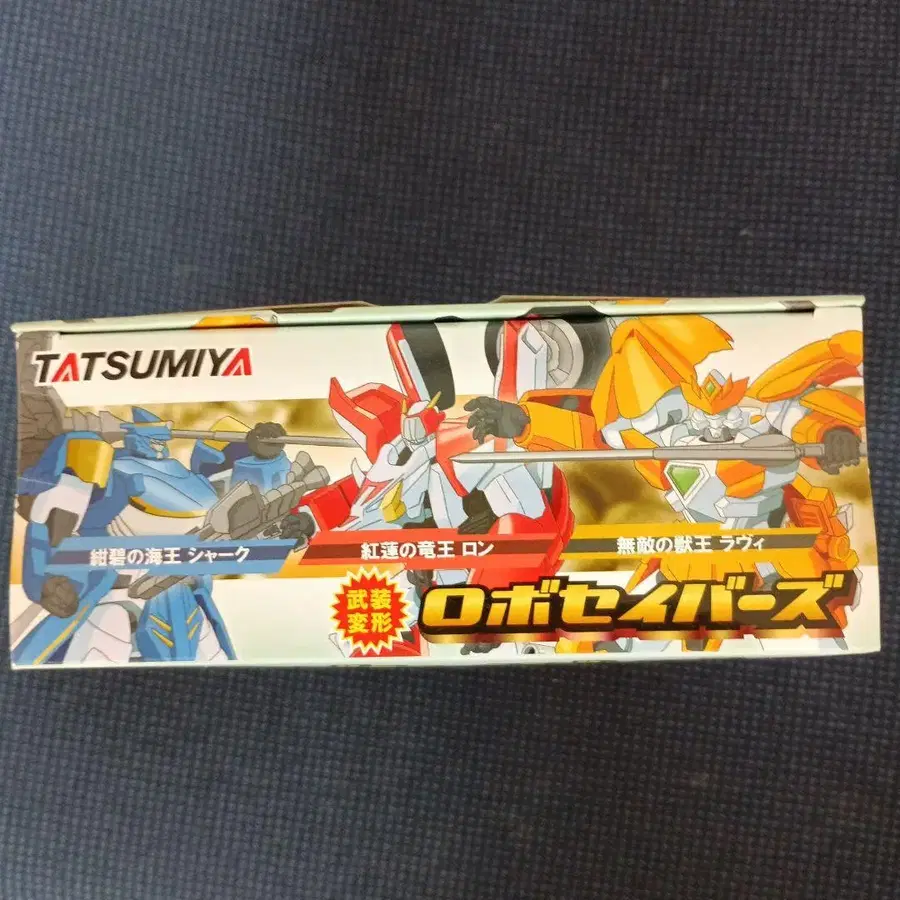 TATSUMIYA
紺碧の海王 シャーク
紅蓮の竜王 ロン
無敵の獣王 ラヴィ
武装
変形
ロボセイバーズ